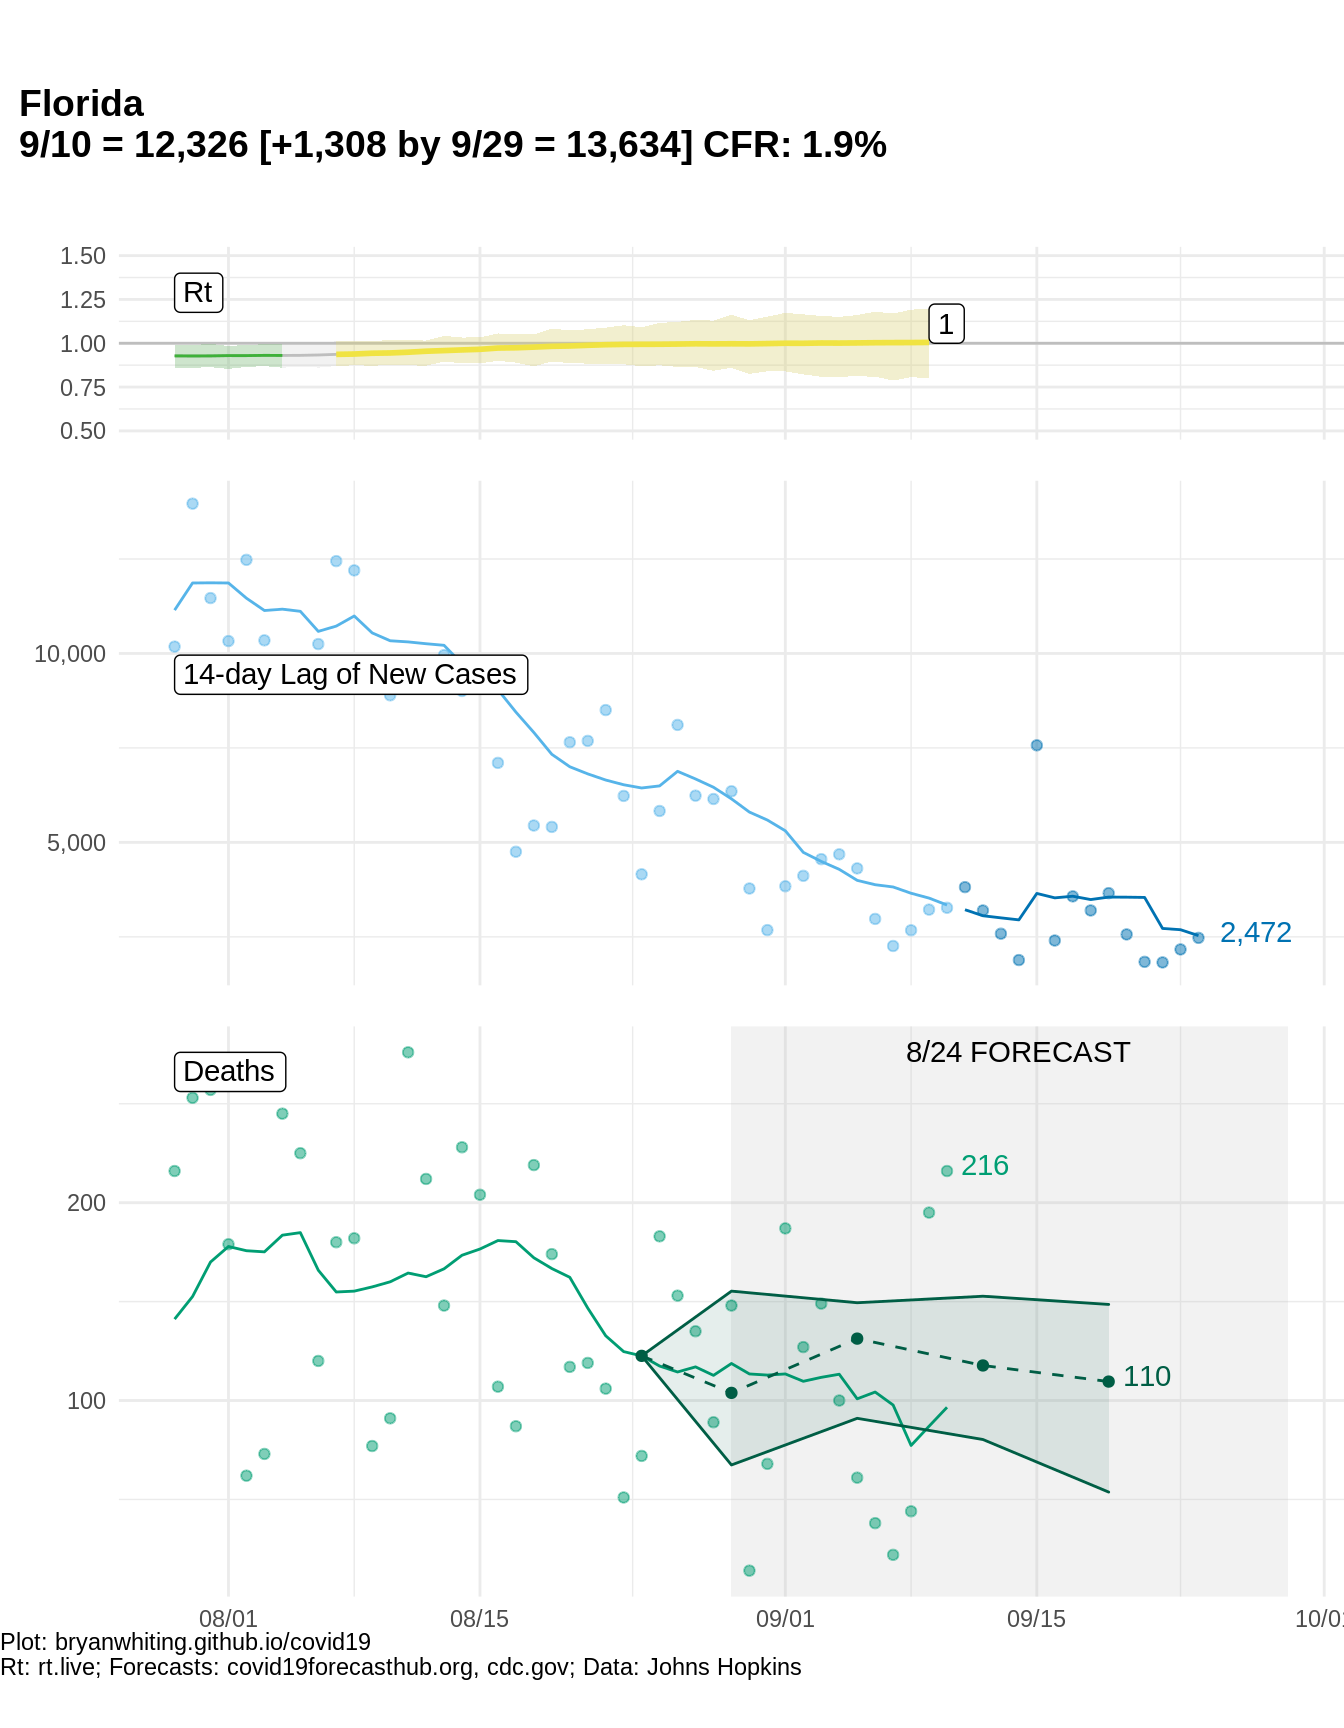 Florida
9/10 = 12,326 [+1,308 by 9/29 = 13,634] CFR: 1.9%
1.50
Rt
1.25
1
1.00
0.75
0.50
10,000
14-day Lag of New Cases
5,000
2,472
8/24 FORECAST
Deaths
216
200
110
100
08/01
08/15
09/01
09/15
Plot: bryanwhiting.github.io/covid19
Rt: rt.live; Forecasts: covid19forecasthub.org, cdc.gov; Data: Johns Hopkins